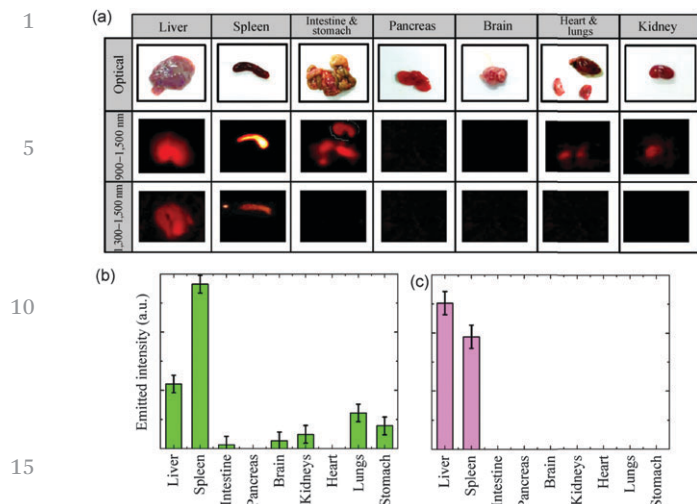 1
(a)
Liver Spleen Intestine & stomach Pancreas Brain Heart & lungs Kidney
Optical
5
900–1,500 nm
1,300–1,500 nm
(b) (c)
10
Emitted intensity (a.u.)
Liver Spleen Intestine Pancreas Brain Kidneys Heart Lungs Stomach
Liver Spleen Intestine Pancreas Brain Kidneys Heart Lungs Stomach
15